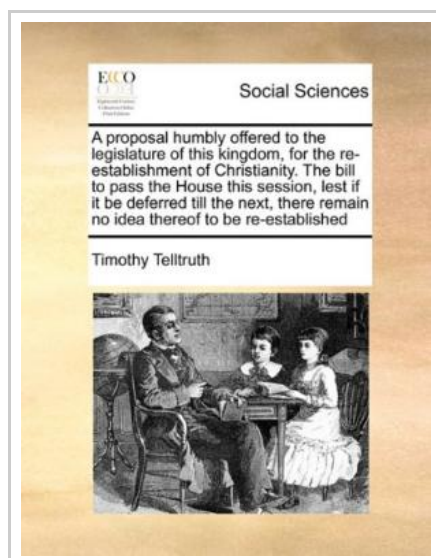 ECCO
Social Sciences
A proposal humbly offered to the
legislature of this kingdom, for the re-
establishment of Christianity. The bill
to pass the House this session, lest if
it be deferred till the next, there remain
no idea thereof to be re-established
Timothy Telltruth